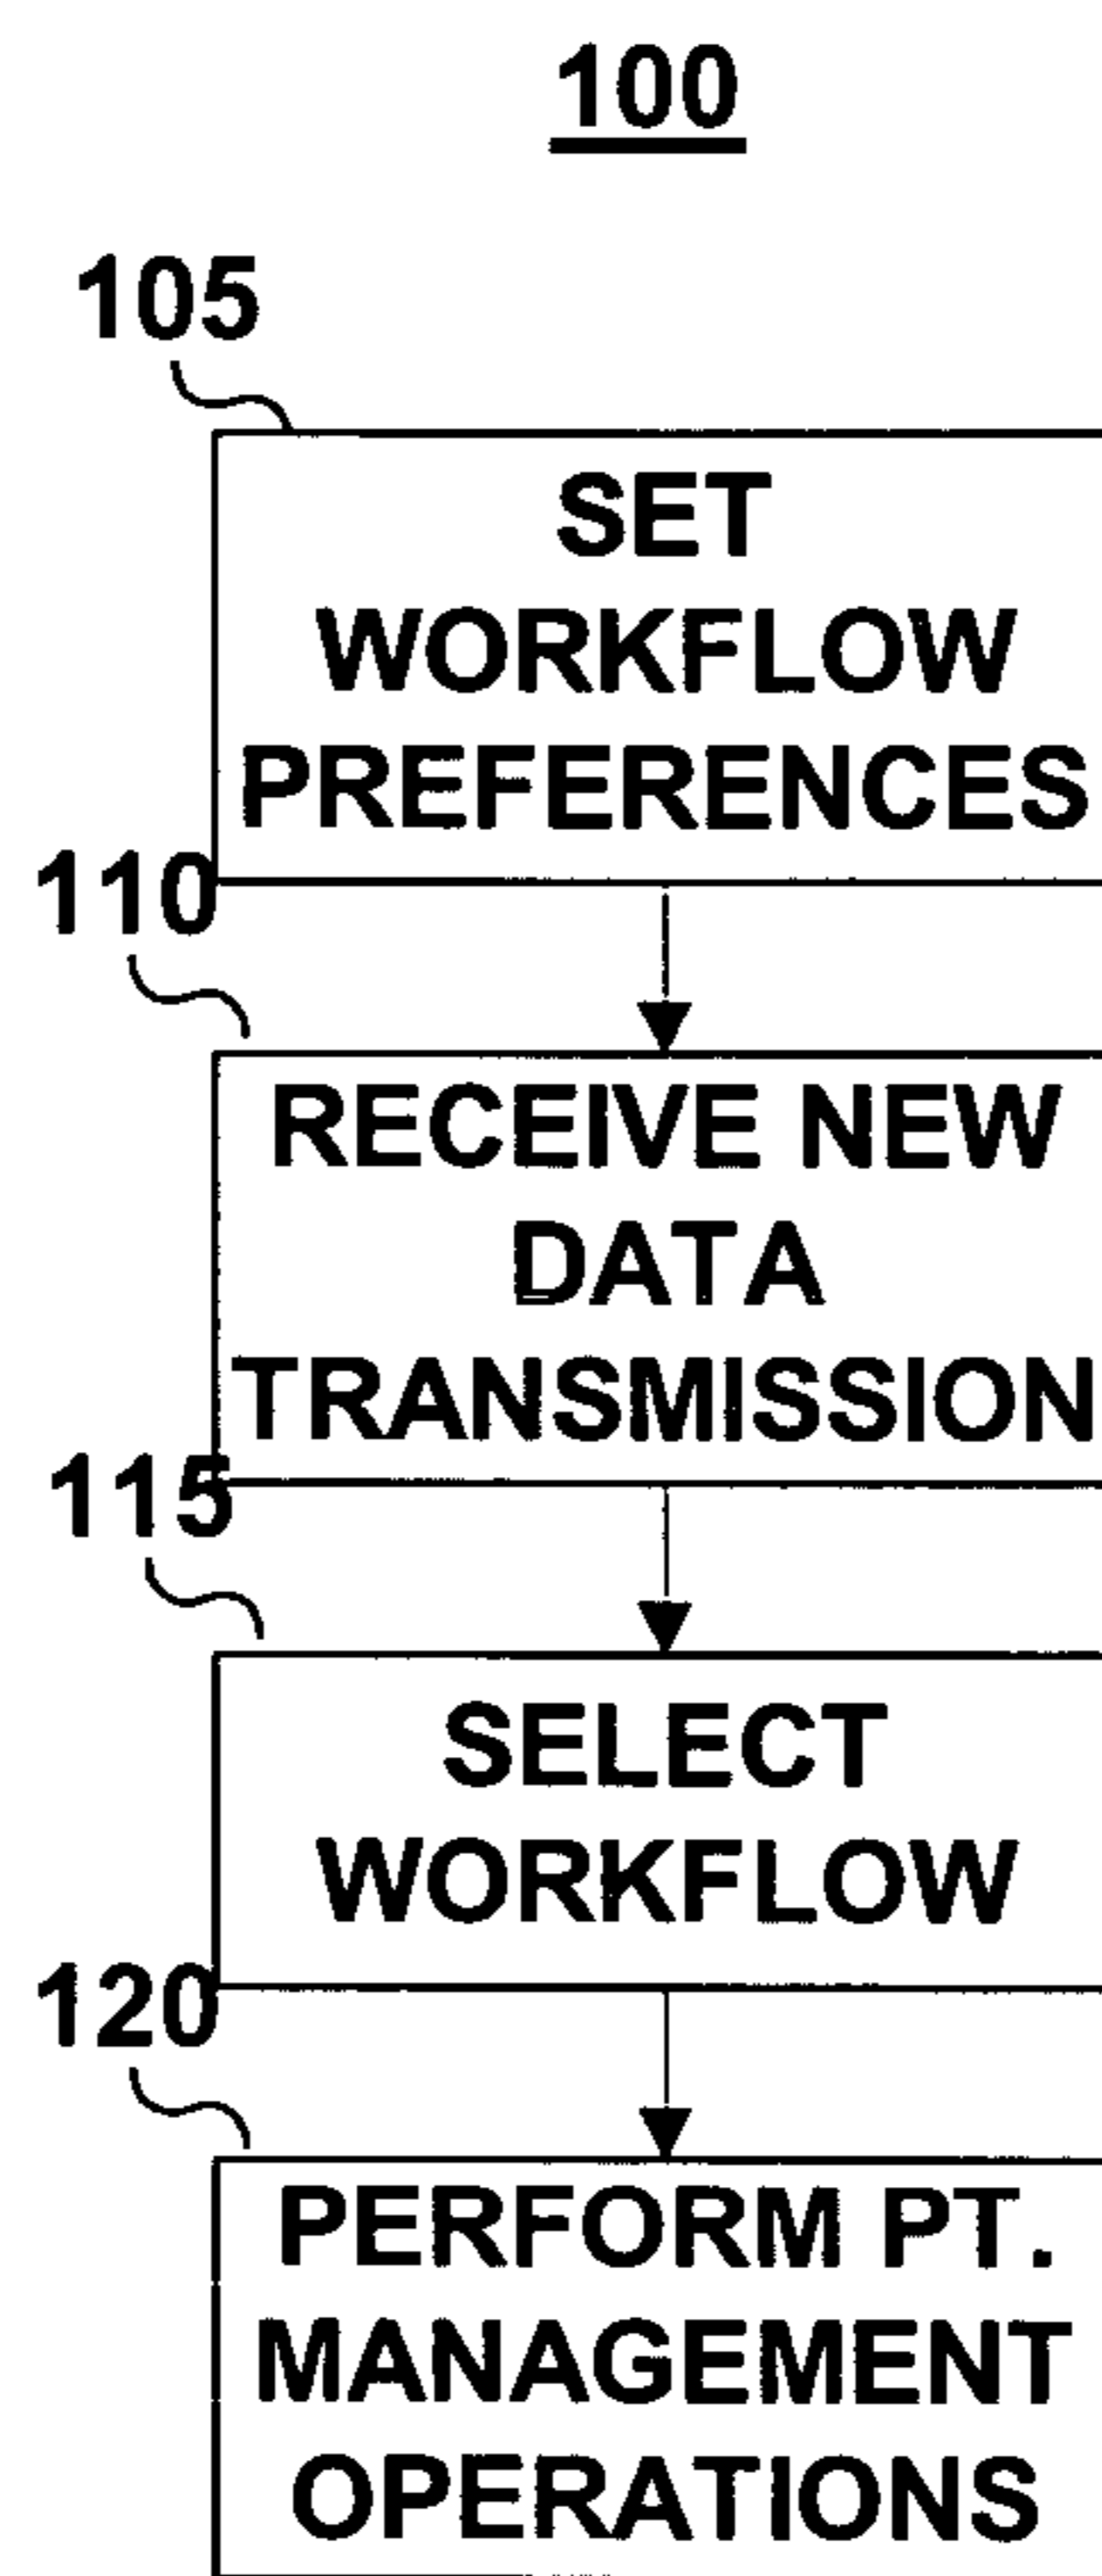 100
105
SET
WORKFLOW
PREFERENCES
110
RECEIVE NEW
DATA
TRANSMISSION
115
SELECT
WORKFLOW
120
PERFORM PT.
MANAGEMENT
OPERATIONS